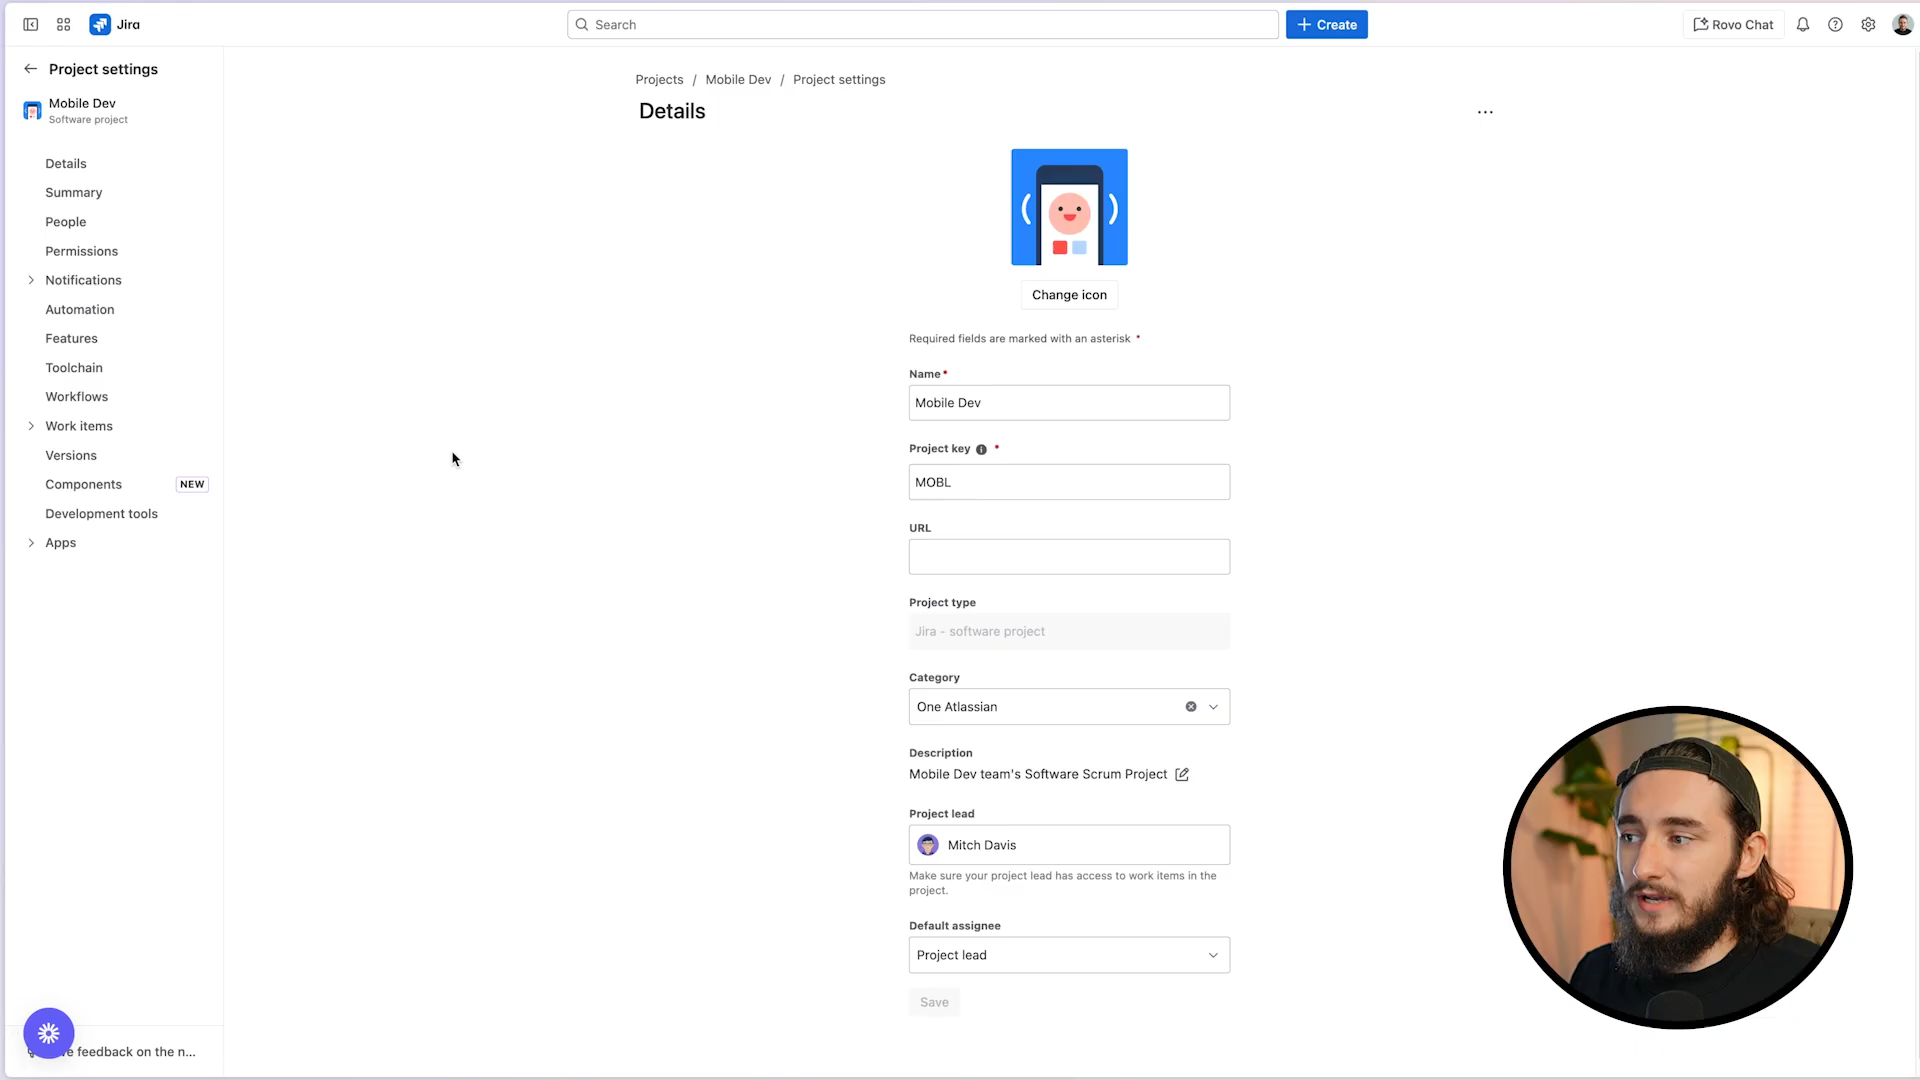 Jira
Search
Create
Rovo Chat
Project settings
Mobile Dev
Software project
Details
Summary
People
Permissions
Notifications
Automation
Features
Toolchain
Workflows
Work items
Versions
Components NEW
Development tools
Apps
feedback on the n...
Projects / Mobile Dev / Project settings
Details
Change icon
Required fields are marked with an asterisk *
Name*
Mobile Dev
Project key *
MOBL
URL
Project type
Jira - software project
Category
One Atlassian
Description
Mobile Dev team's Software Scrum Project
Project lead
Mitch Davis
Make sure your project lead has access to work items in the
project.
Default assignee
Project lead
Save